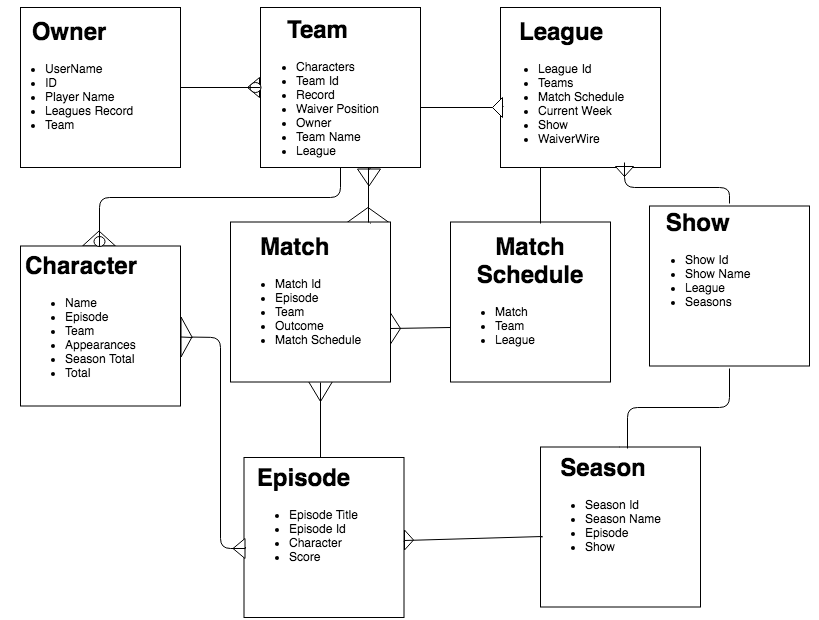 Owner
UserName
ID
Player Name
Leagues Record
Team
Team
Characters
Team Id
Record
Waiver Position
Owner
Team Name
League
League
League Id
Teams
Match Schedule
Current Week
Show
WaiverWire
Character
Name
Episode
Team
Appearances
Season Total
Total
Match
Match Id
Episode
Team
Outcome
Match Schedule
Match
Schedule
Match
Team
League
Show
Show Id
Show Name
League
Seasons
Episode
Episode Title
Episode Id
Character
Score
Season
Season Id
Season Name
Episode
Show